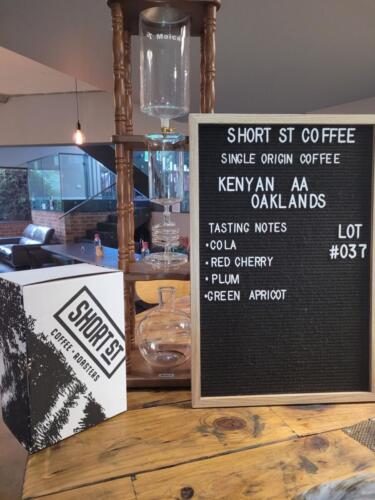 Moica
SHORT ST COFFEE
SINGLE ORIGIN COFFEE
KENYAN AA
OAKLANDS
TASTING NOTES
•COLA
•RED CHERRY
•PLUM
•GREEN APRICOT
LOT
#037
SHORT ST
COFFEE • ROASTERS